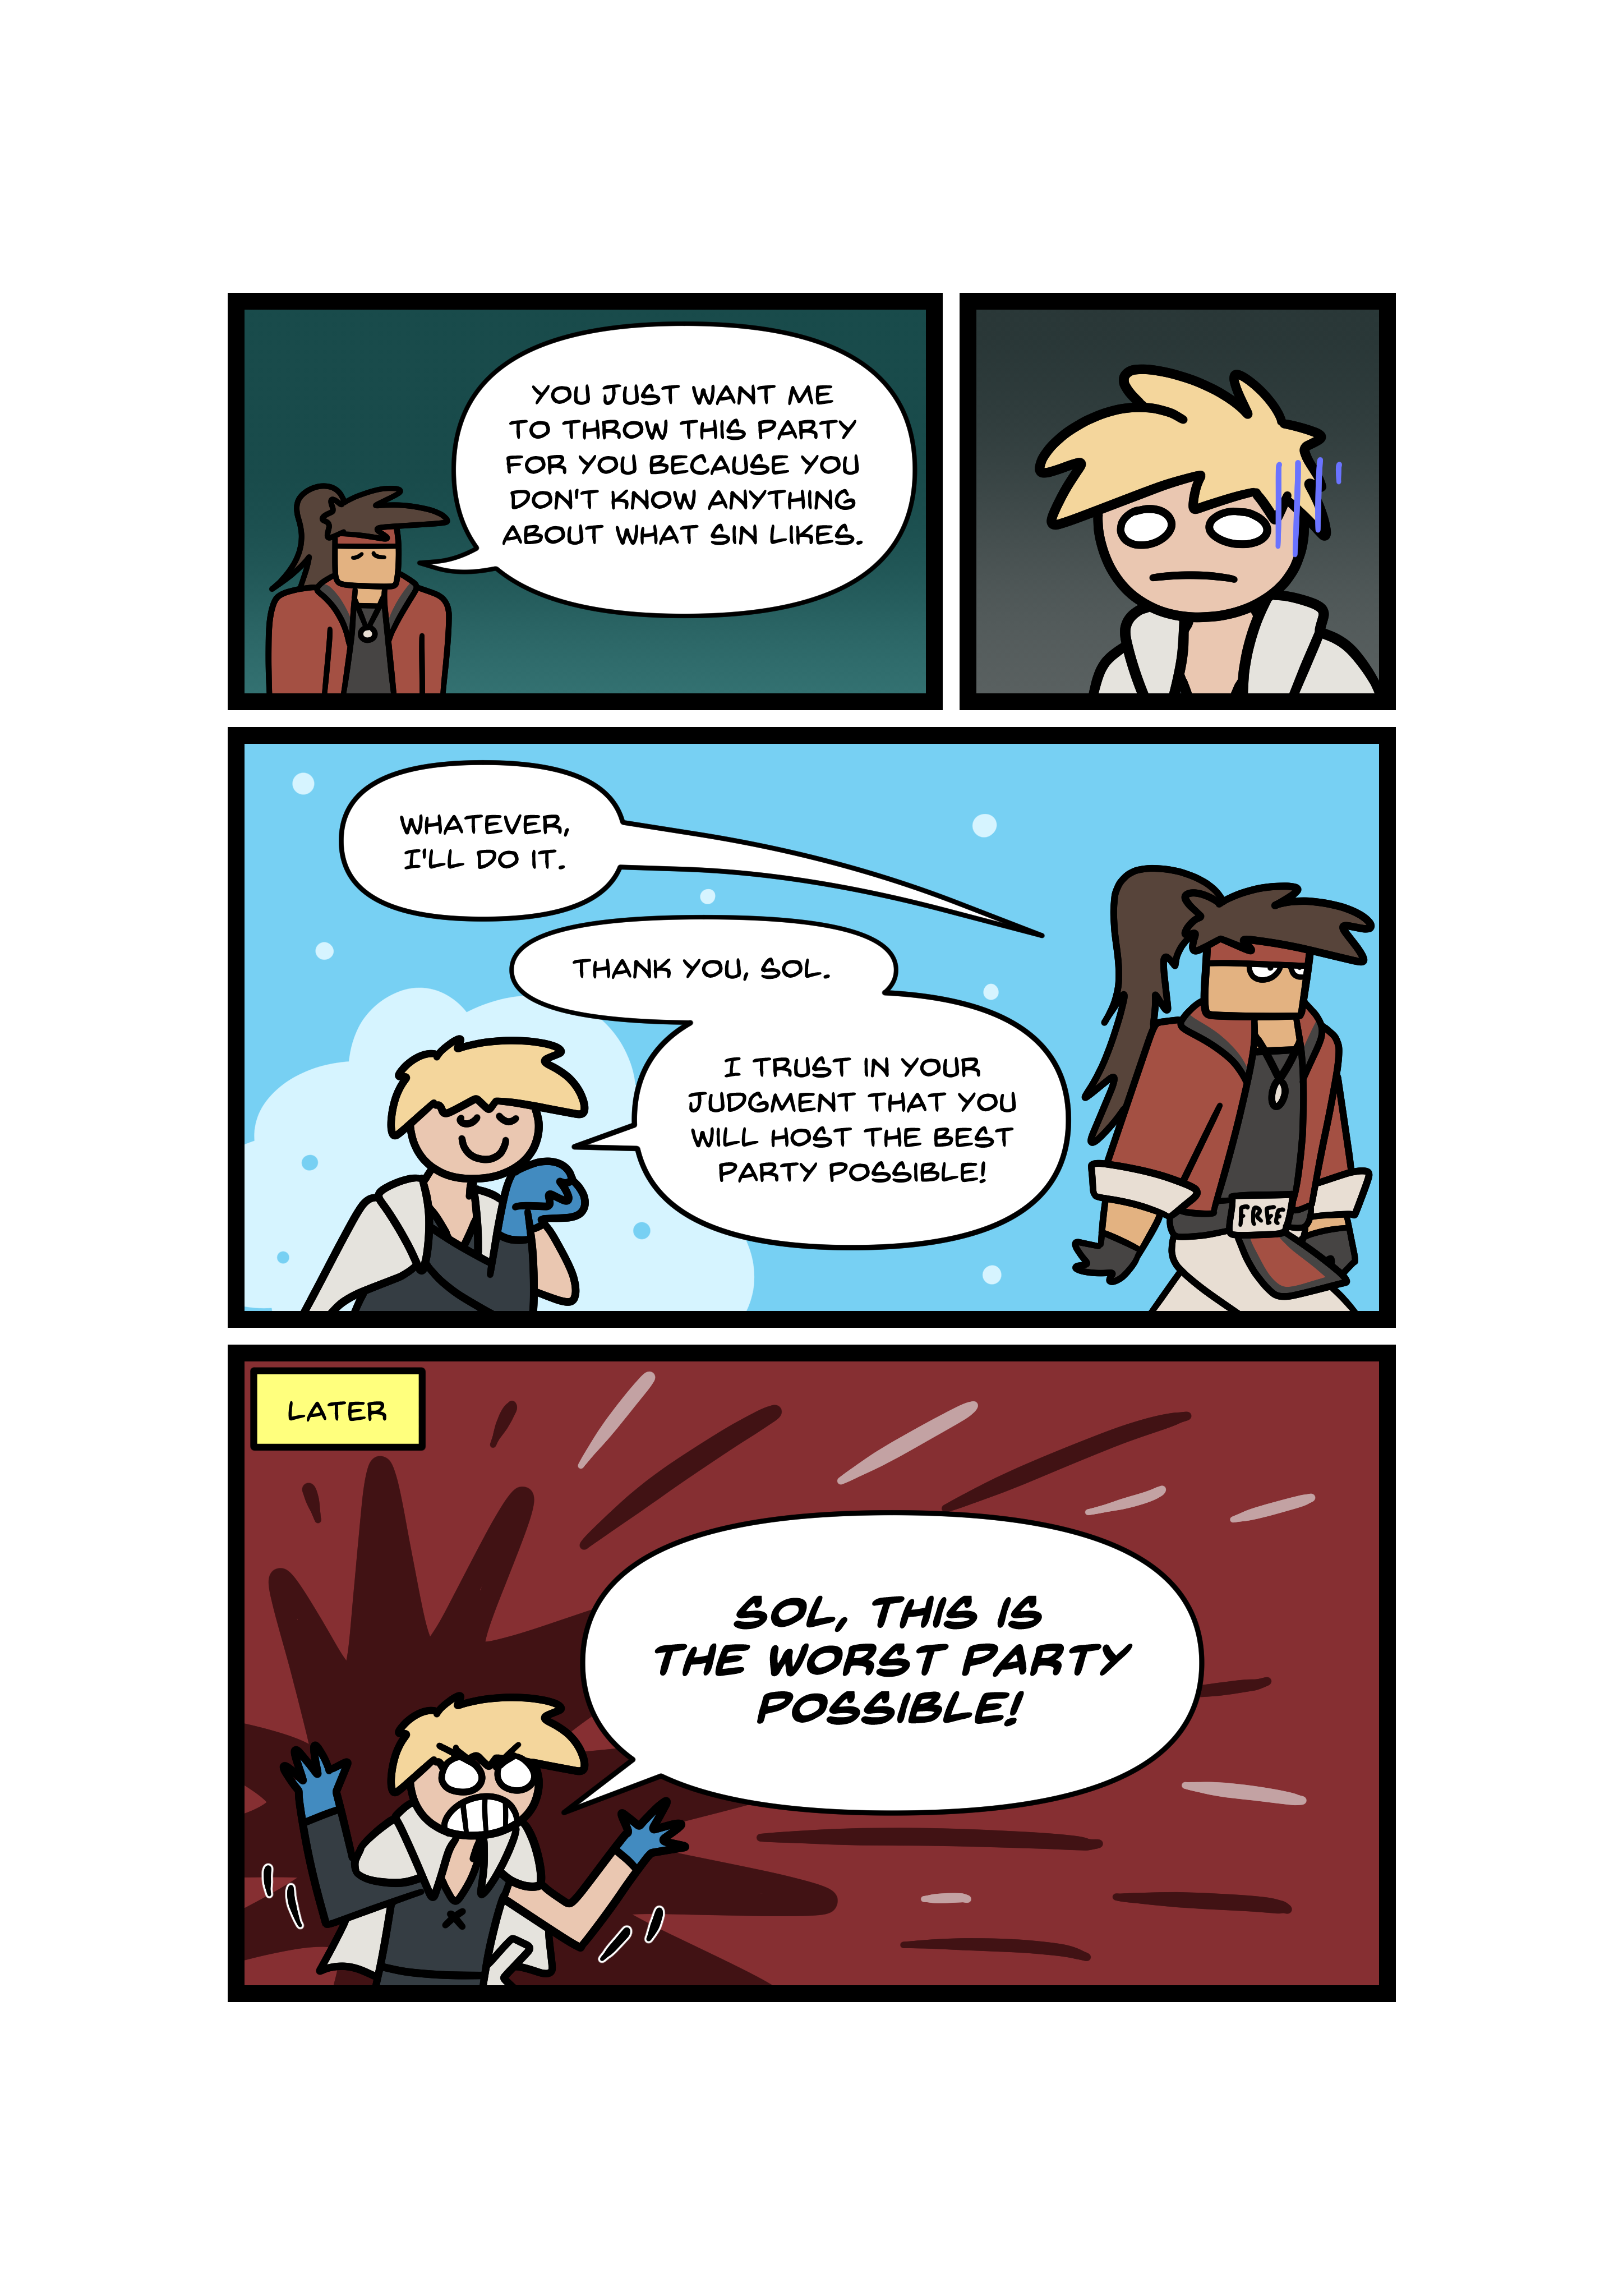 YOU JUST WANT ME
TO THROW THIS PARTY
FOR YOU BECAUSE YOU
DON'T KNOW ANYTHING
ABOUT WHAT SIN LIKES.
WHATEVER,
I'LL DO IT.
THANK YOU, SOL.
I TRUST IN YOUR
JUDGMENT THAT YOU
WILL HOST THE BEST
PARTY POSSIBLE!
FREE
LATER
SOL, THIS IS
THE WORST PARTY
POSSIBLE!